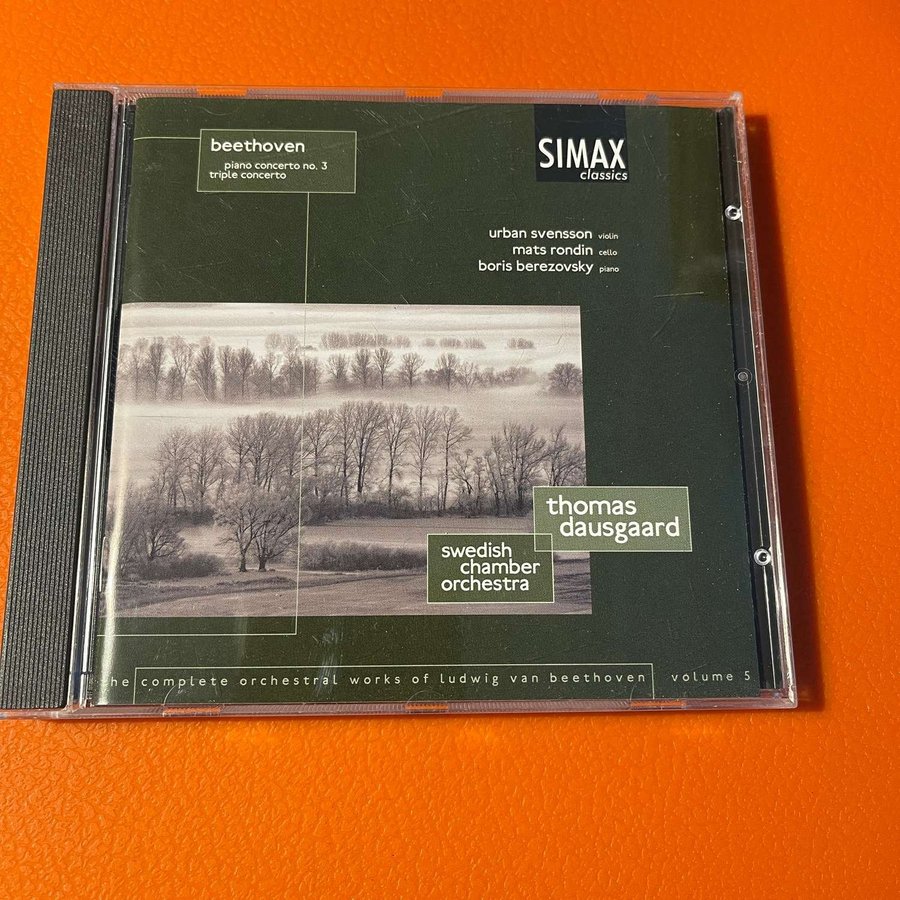 beethoven
piano concerto no. 3
triple concerto
SIMAX
classics
urban svensson violin
mats rondin cello
boris berezovsky piano
thomas
dausgaard
swedish
chamber
orchestra
the complete orchestral works of ludwig van beethoven volume 5